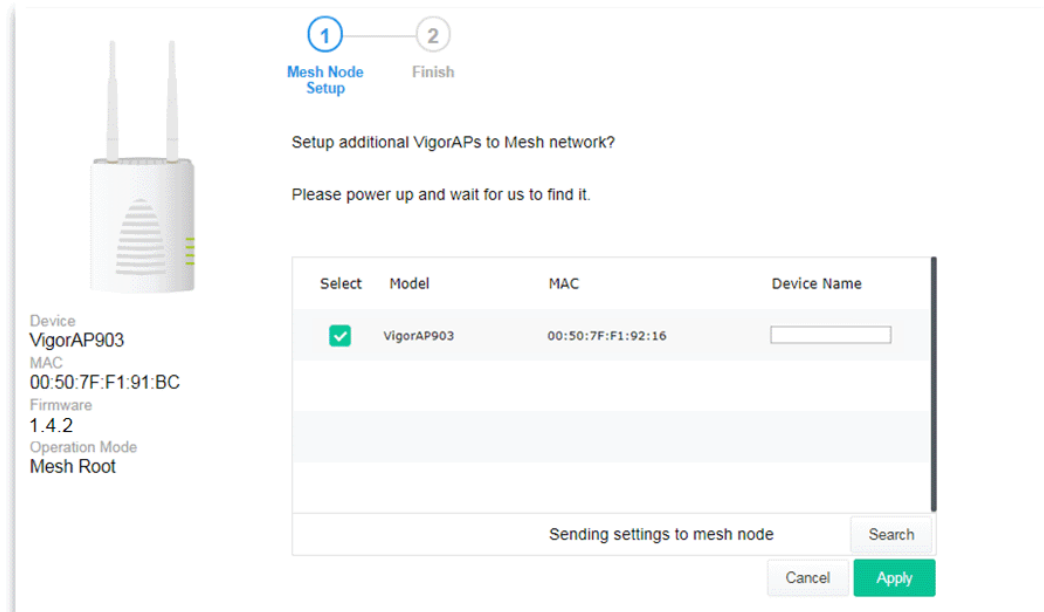 1
2
Mesh Node
Setup
Finish
Setup additional VigorAPs to Mesh network?
Please power up and wait for us to find it.
Select Model MAC Device Name
VigorAP903 00:50:7F:F1:92:16
Sending settings to mesh node Search
Cancel Apply
Device
VigorAP903
MAC
00:50:7F:F1:91:BC
Firmware
1.4.2
Operation Mode
Mesh Root